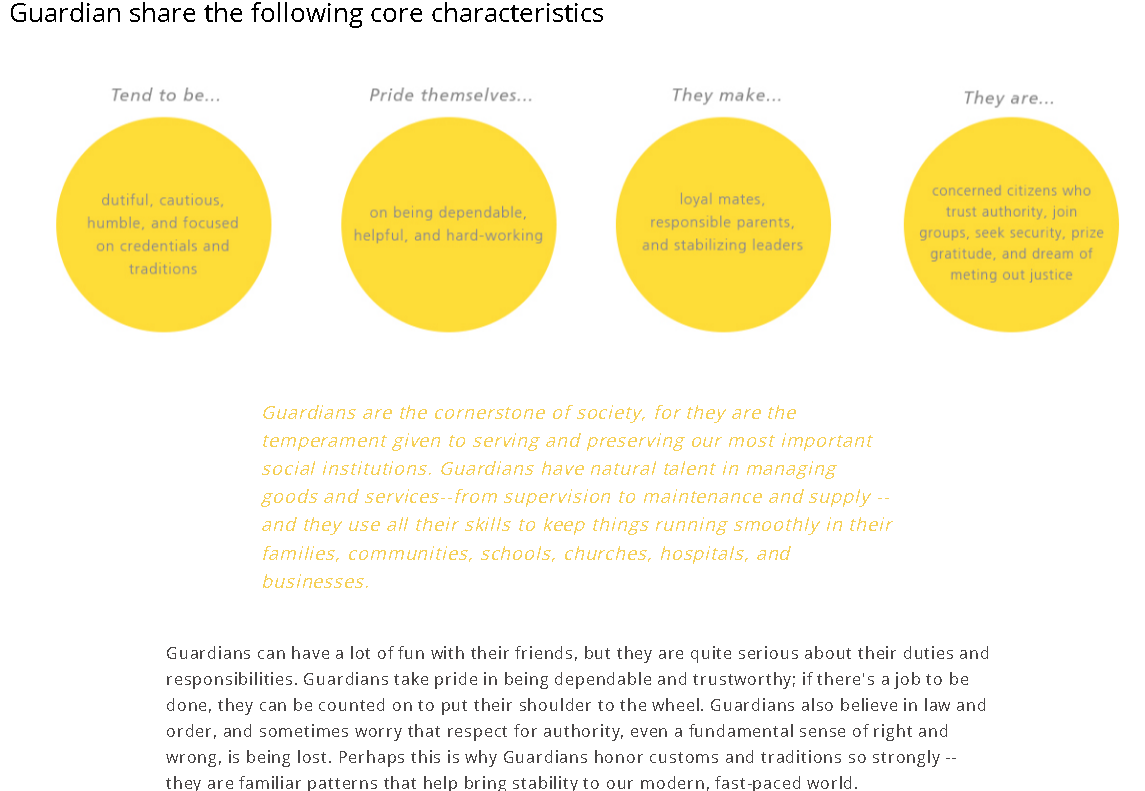 Guardian share the following core characteristics
Tend to be...
dutiful, cautious,
humble, and focused
on credentials and
traditions
Pride themselves...
on being dependable,
helpful, and hard-working
They make...
loyal mates,
responsible parents,
and stabilizing leaders
They are...
concerned citizens who
trust authority, join
groups, seek security, prize
gratitude, and dream of
meting out justice
Guardians are the cornerstone of society, for they are the
temperament given to serving and preserving our most important
social institutions. Guardians have natural talent in managing
goods and services--from supervision to maintenance and supply --
and they use all their skills to keep things running smoothly in their
families, communities, schools, churches, hospitals, and
businesses.
Guardians can have a lot of fun with their friends, but they are quite serious about their duties and
responsibilities. Guardians take pride in being dependable and trustworthy; if there's a job to be
done, they can be counted on to put their shoulder to the wheel. Guardians also believe in law and
order, and sometimes worry that respect for authority, even a fundamental sense of right and
wrong, is being lost. Perhaps this is why Guardians honor customs and traditions so strongly --
they are familiar patterns that help bring stability to our modern, fast-paced world.